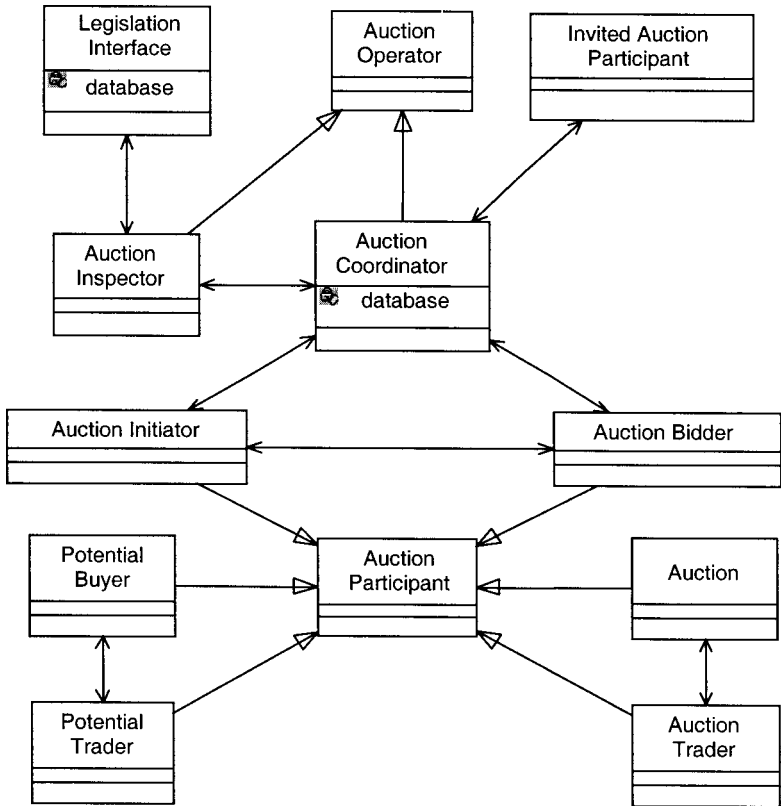 Legislation
Interface
database
Auction
Operator
Invited Auction
Participant
Auction
Inspector
Auction
Coordinator
database
Auction Initiator
Auction Bidder
Potential
Buyer
Auction
Participant
Auction
Potential
Trader
Auction
Trader